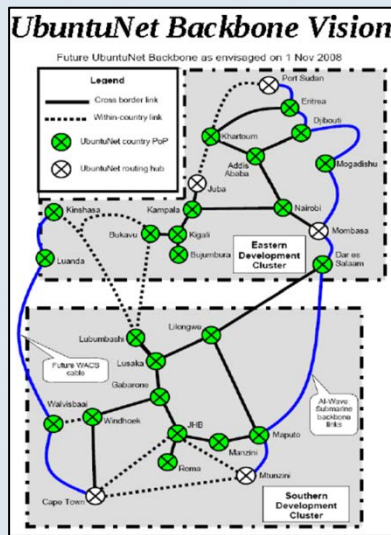 UbuntuNet Backbone Vision
Future UbuntuNet Backbone as envisaged on 1 Nov 2008
Legend
Cross border link
Within-country link
UbuntuNet country PoP
UbuntuNet routing hub
Port Sudan
Eritrea
Djibouti
Khartoum
Addis
Ababa
Mogadishu
Juba
Kinshasa
Kampala
Nairobi
Bukavu
Kigali
Mombasa
Bujumbura
Eastern
Development
Cluster
Dar es
Salaam
Luanda
Lubumbashi
Lilongwe
Lusaka
Future WACS
cable
Gabarone
Al-Wave
Submarine
backbone
links
Walvisbaai
Windhoek
JHB
Maputo
Manzini
Roma
Mtunzini
Cape Town
Southern
Development
Cluster